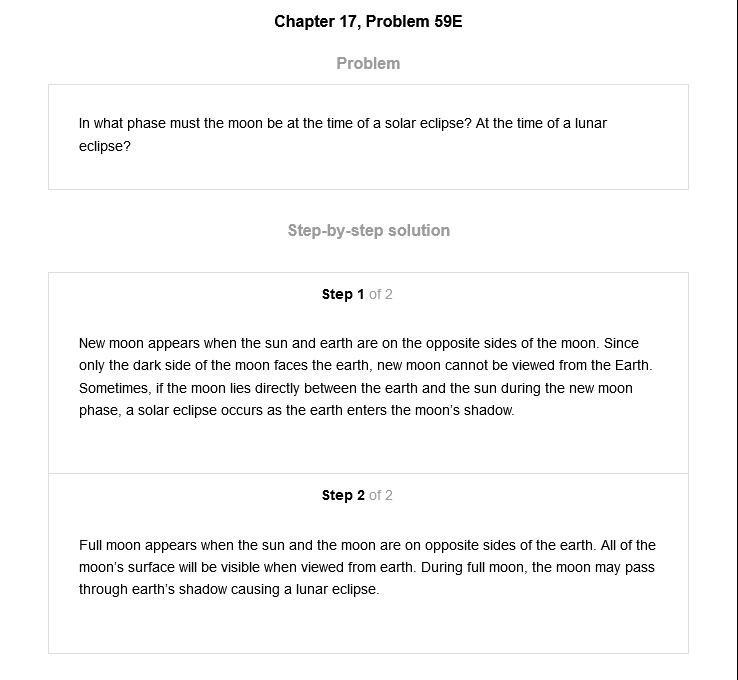 Chapter 17, Problem 59E
Problem
In what phase must the moon be at the time of a solar eclipse? At the time of a lunar
eclipse?
Step-by-step solution
Step 1 of 2
New moon appears when the sun and earth are on the opposite sides of the moon. Since
only the dark side of the moon faces the earth, new moon cannot be viewed from the Earth.
Sometimes, if the moon lies directly between the earth and the sun during the new moon
phase, a solar eclipse occurs as the earth enters the moon's shadow.
Step 2 of 2
Full moon appears when the sun and the moon are on opposite sides of the earth. All of the
moon's surface will be visible when viewed from earth. During full moon, the moon may pass
through earth's shadow causing a lunar eclipse.